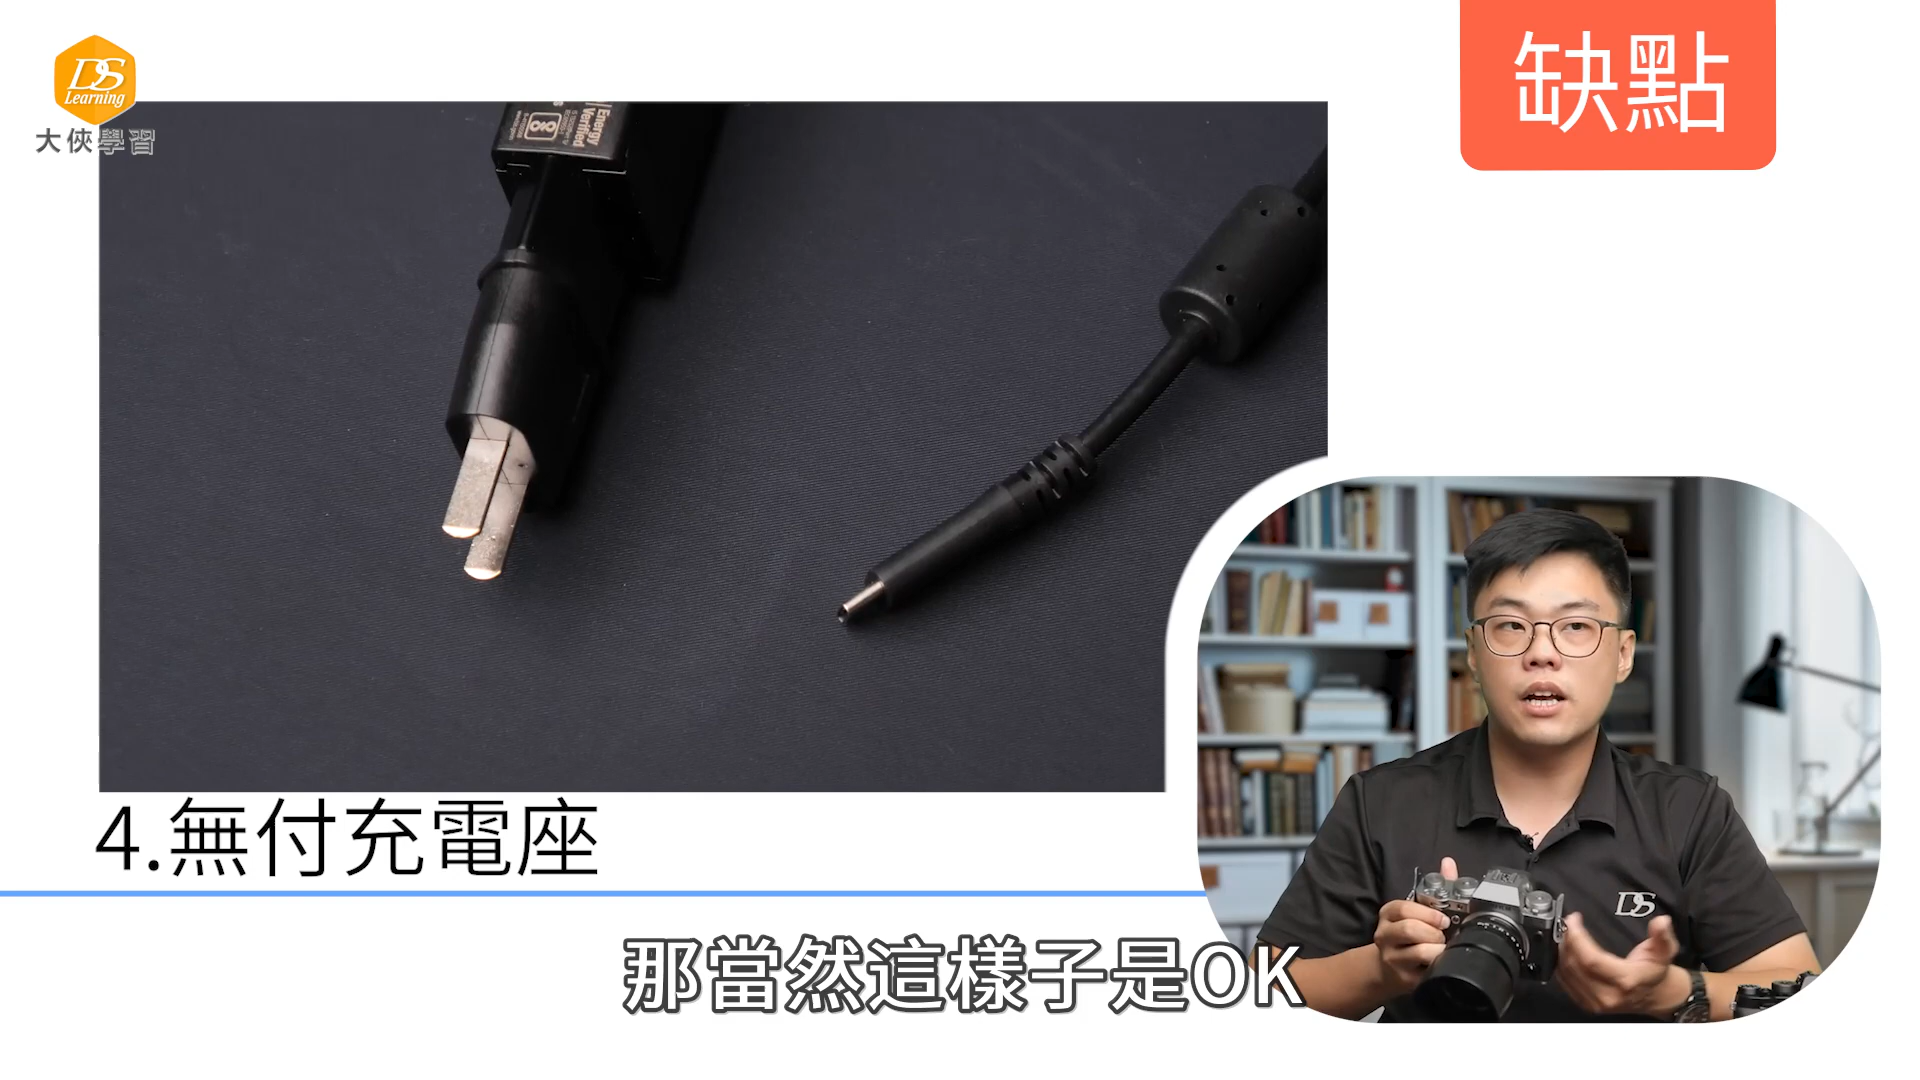 DS
Learning
大俠學習
缺點
Energy
Verified
4.無付充電座
DS
那當然這樣子是OK